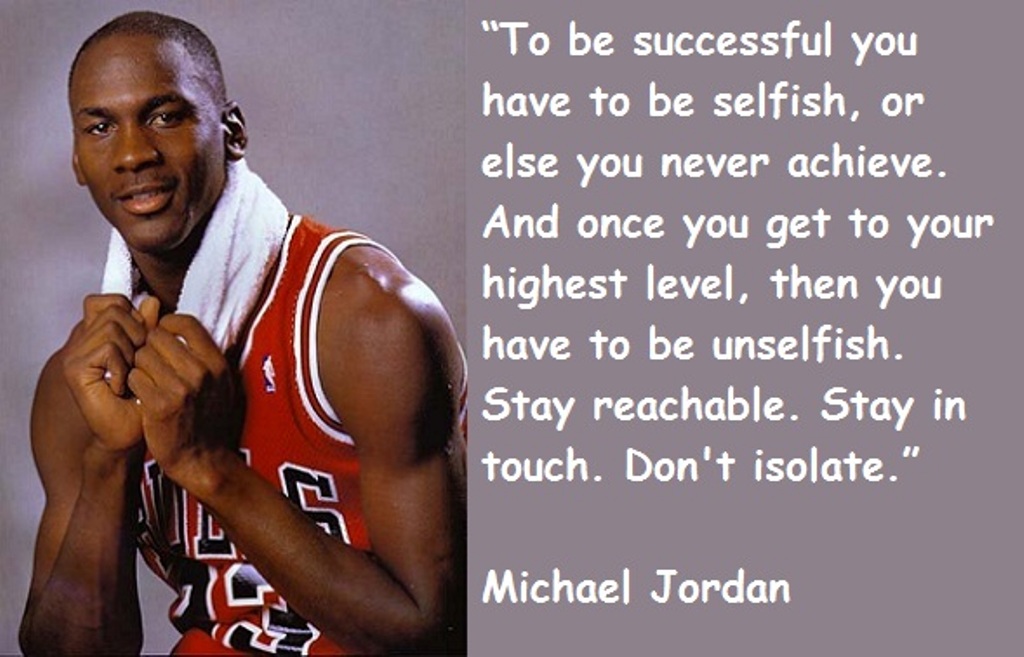 “To be successful you
have to be selfish, or
else you never achieve.
And once you get to your
highest level, then you
have to be unselfish.
Stay reachable. Stay in
touch. Don't isolate.”
Michael Jordan